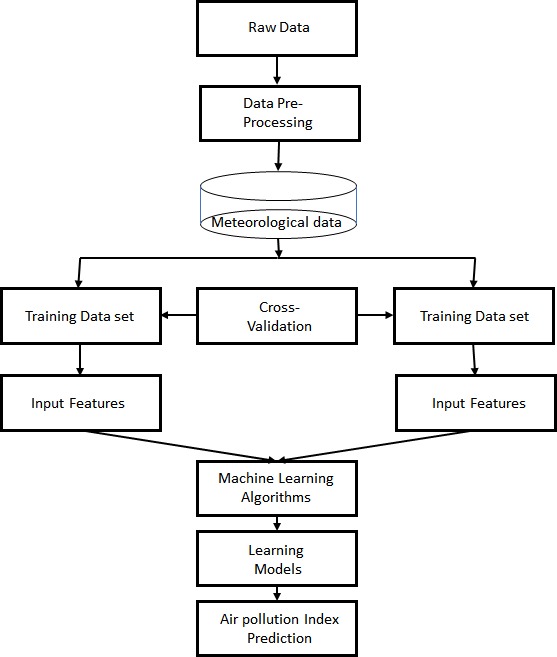 Raw Data
Data Pre-
Processing
Meteorological data
Training Data set
Cross-
Validation
Training Data set
Input Features
Input Features
Machine Learning
Algorithms
Learning
Models
Air pollution Index
Prediction